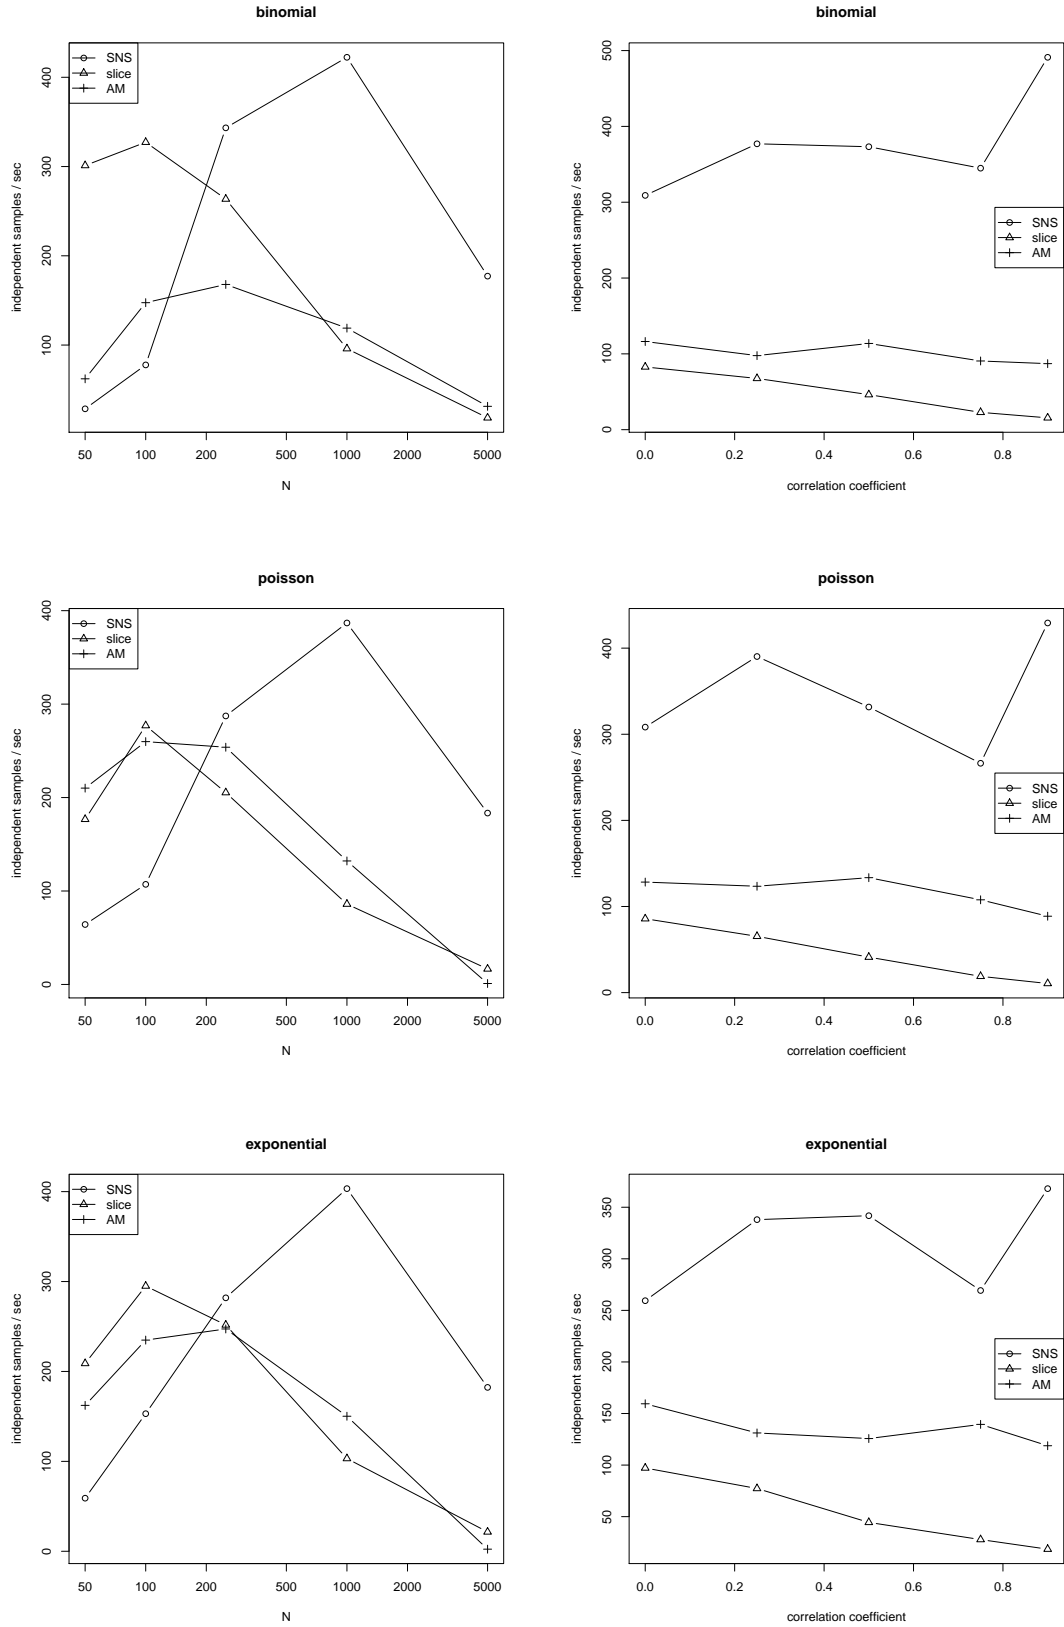 binomial
independent samples / sec
400
300
200
100
SNS
slice
AM
50 100 200 500 1000 2000 5000
N
binomial
independent samples / sec
500
400
300
200
100
0
SNS
slice
AM
0.0 0.2 0.4 0.6 0.8
correlation coefficient
poisson
independent samples / sec
400
300
200
100
0
SNS
slice
AM
50 100 200 500 1000 2000 5000
N
poisson
independent samples / sec
400
300
200
100
0
SNS
slice
AM
0.0 0.2 0.4 0.6 0.8
correlation coefficient
exponential
independent samples / sec
400
300
200
100
0
SNS
slice
AM
50 100 200 500 1000 2000 5000
N
exponential
independent samples / sec
350
300
250
200
150
100
50
SNS
slice
AM
0.0 0.2 0.4 0.6 0.8
correlation coefficient